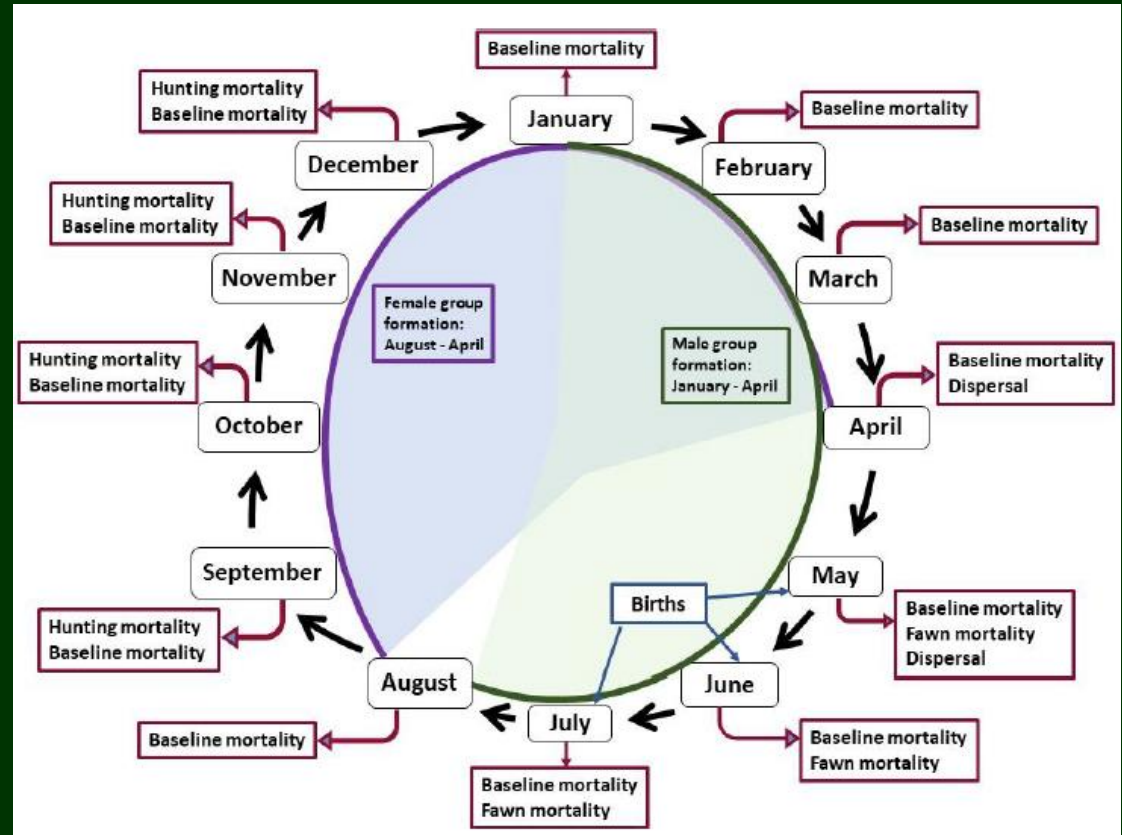 Baseline mortality
January
Baseline mortality
February
Baseline mortality
March
Baseline mortality
Dispersal
April
May
Baseline mortality
Fawn mortality
Dispersal
June
Baseline mortality
Fawn mortality
July
Baseline mortality
Fawn mortality
August
Baseline mortality
September
Hunting mortality
Baseline mortality
October
Hunting mortality
Baseline mortality
November
Hunting mortality
Baseline mortality
December
Hunting mortality
Baseline mortality
Female group
formation:
August - April
Male group
formation:
January - April
Births